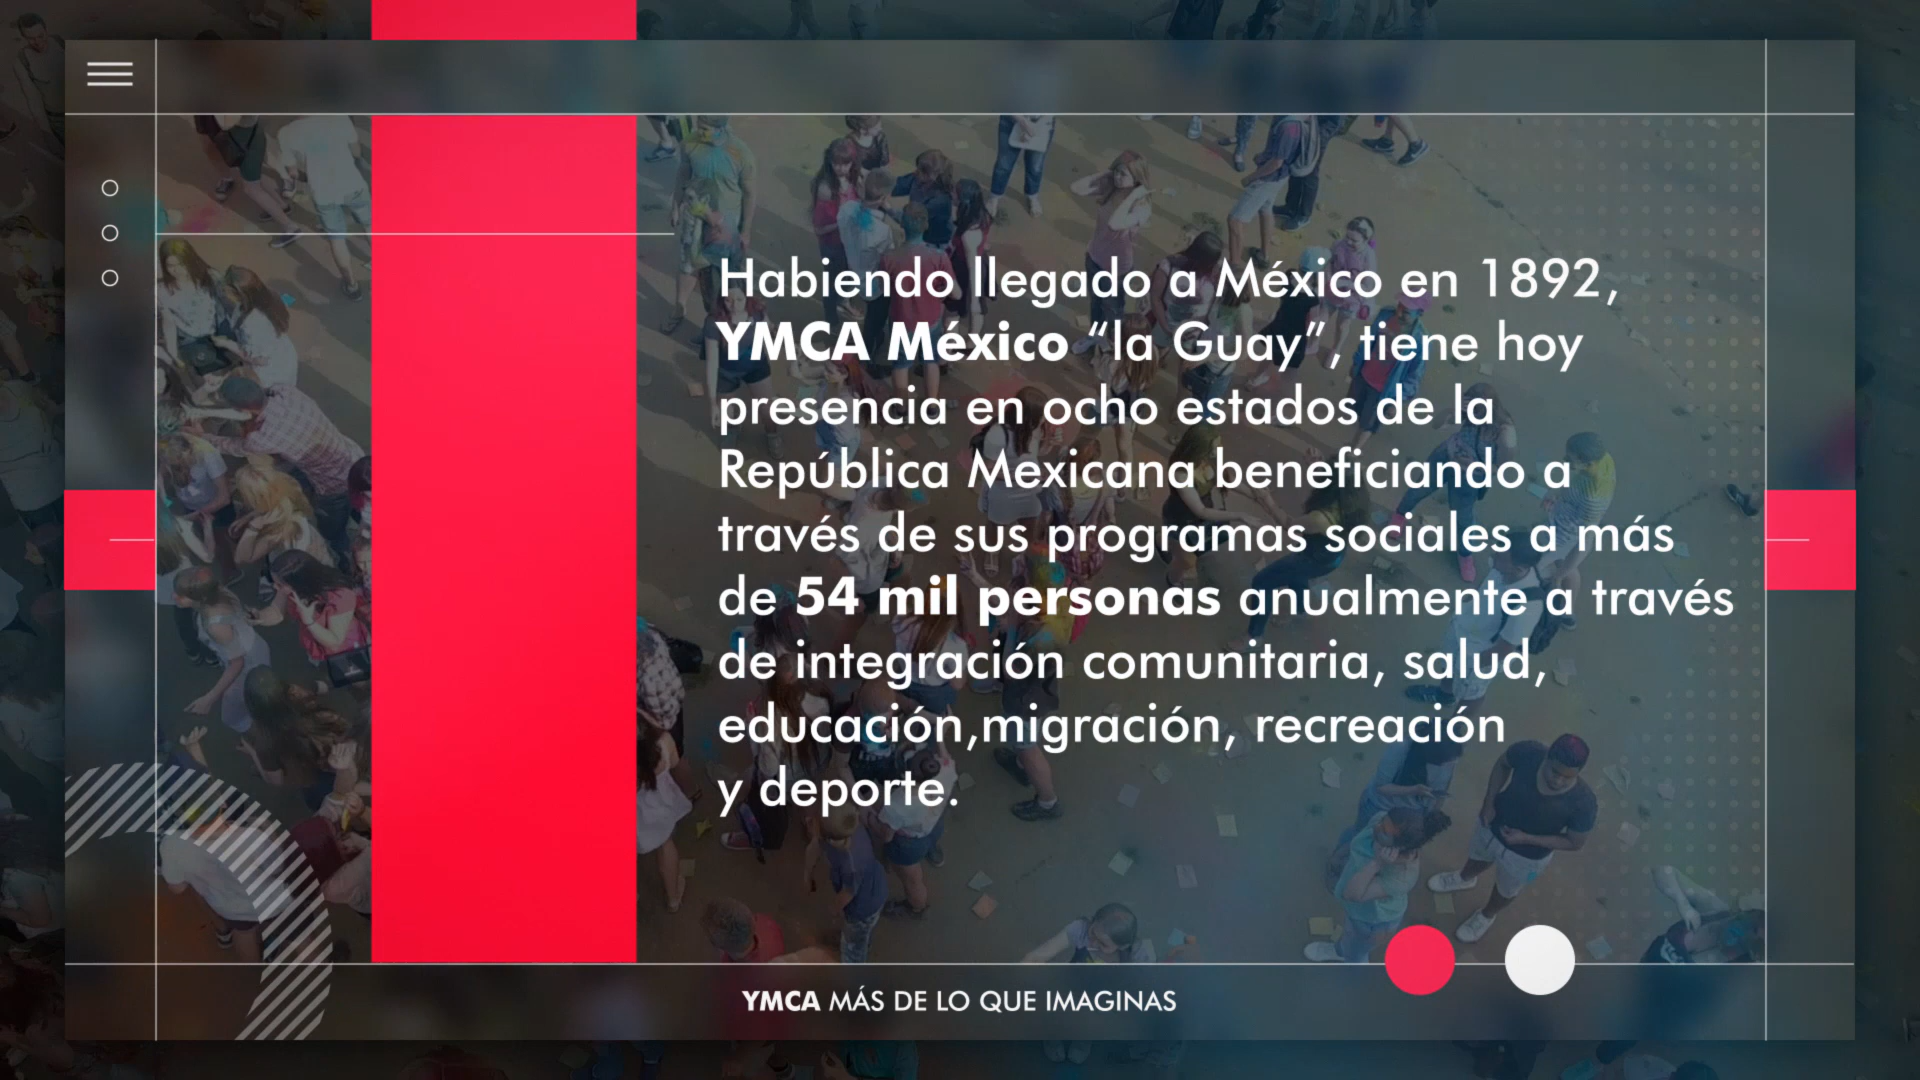 Habiendo llegado a México en 1892,
YMCA México “la Guay”, tiene hoy
presencia en ocho estados de la
República Mexicana beneficiando a
través de sus programas sociales a más
de 54 mil personas anualmente a través
de integración comunitaria, salud,
educación,migración, recreación
y deporte.
YMCA MÁS DE LO QUE IMAGINAS